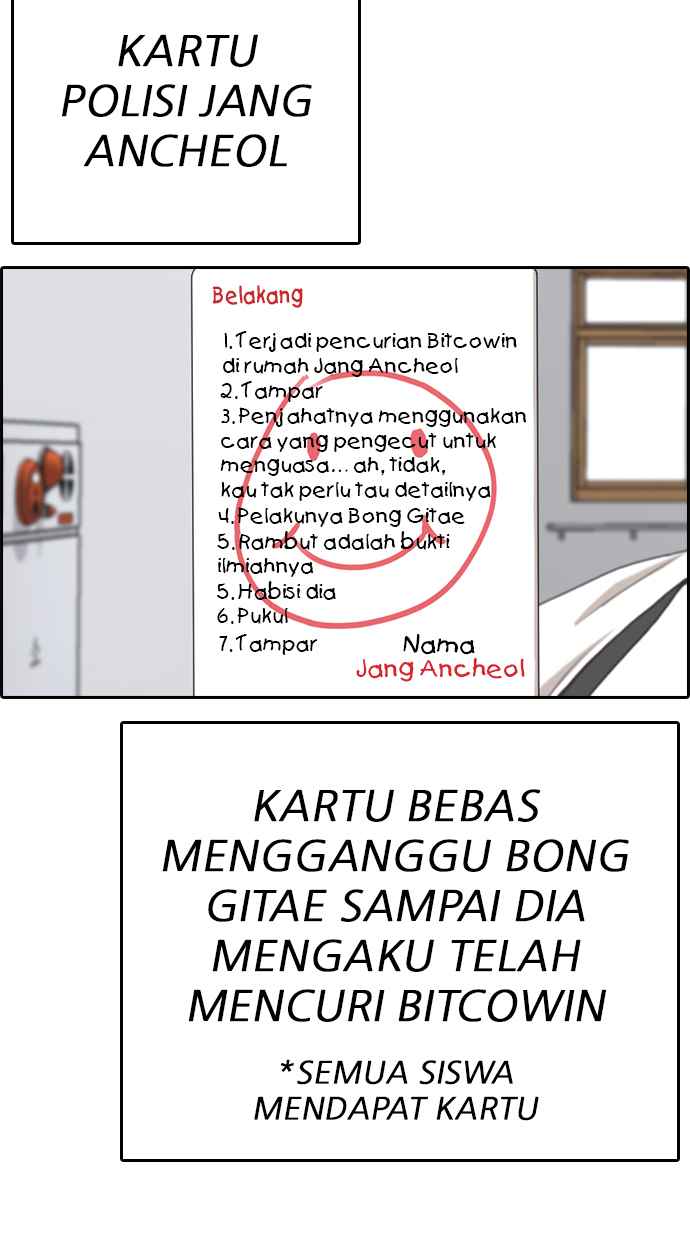 KARTU
POLISI JANG
ANCHEOL
Belakang
1.Terjadi pencurian Bitcowin
di rumah Jang Ancheol
2.Tampar
3.Penjahatnya menggunakan
cara yang pengecut untuk
menguasa... ah, tidak,
kau tak perlu tau detailnya
4.Pelakunya Bong Gitae
5.Rambut adalah bukti
ilmiahnya
5.Habisi dia
6.Pukul
7.Tampar
Nama
Jang Ancheol
KARTU BEBAS
MENGGANGGU BONG
GITAE SAMPAI DIA
MENGAKU TELAH
MENCURI BITCOWIN
*SEMUA SISWA
MENDAPAT KARTU